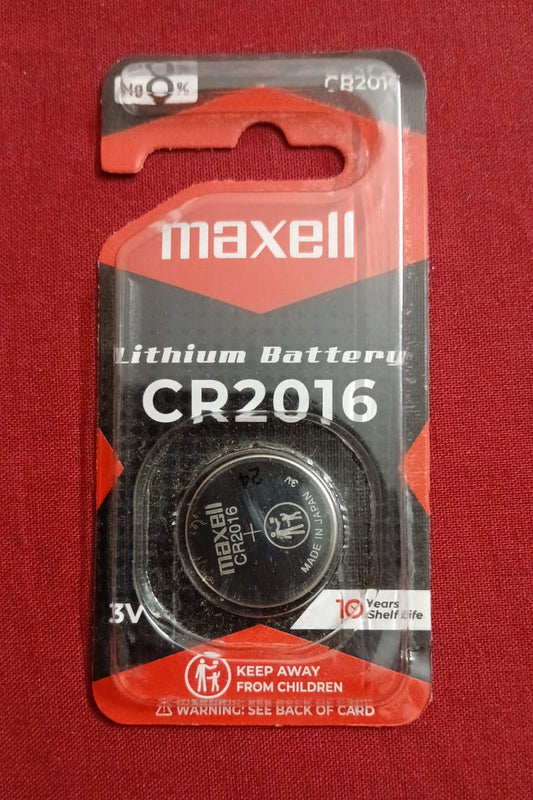 Hg 0%
CR2016
maxell
Lithium Battery
CR2016
24
maxell
CR2016
+
3V
MADE IN JAPAN
3V
10 Years
Shelf Life
KEEP AWAY
FROM CHILDREN
WARNING: SEE BACK OF CARD